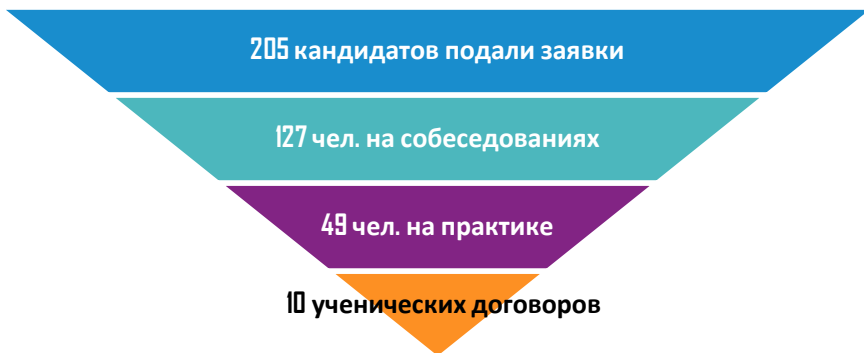 205 кандидатов подали заявки
127 чел. на собеседованиях
49 чел. на практике
10 ученических договоров